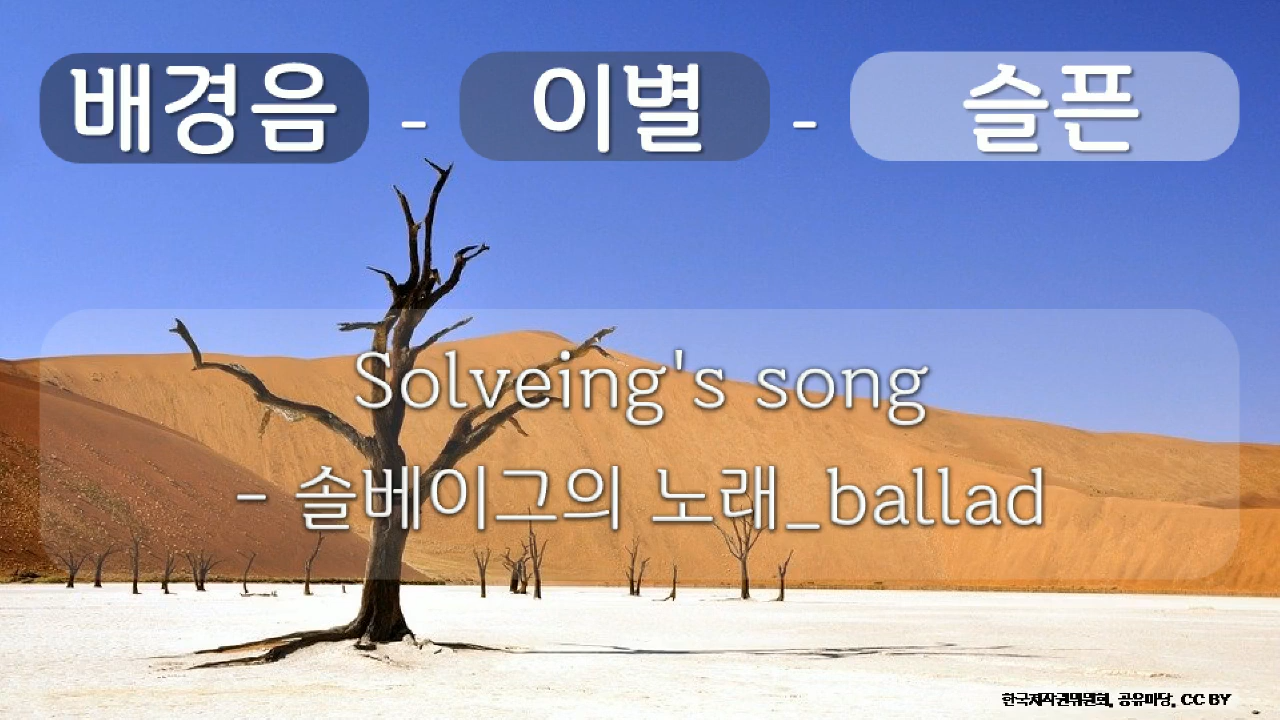 배경음 - 이별 - 슬픈
Solveing's song
- 솔베이그의 노래_ballad
한국저작권위원회, 공유마당, CC BY